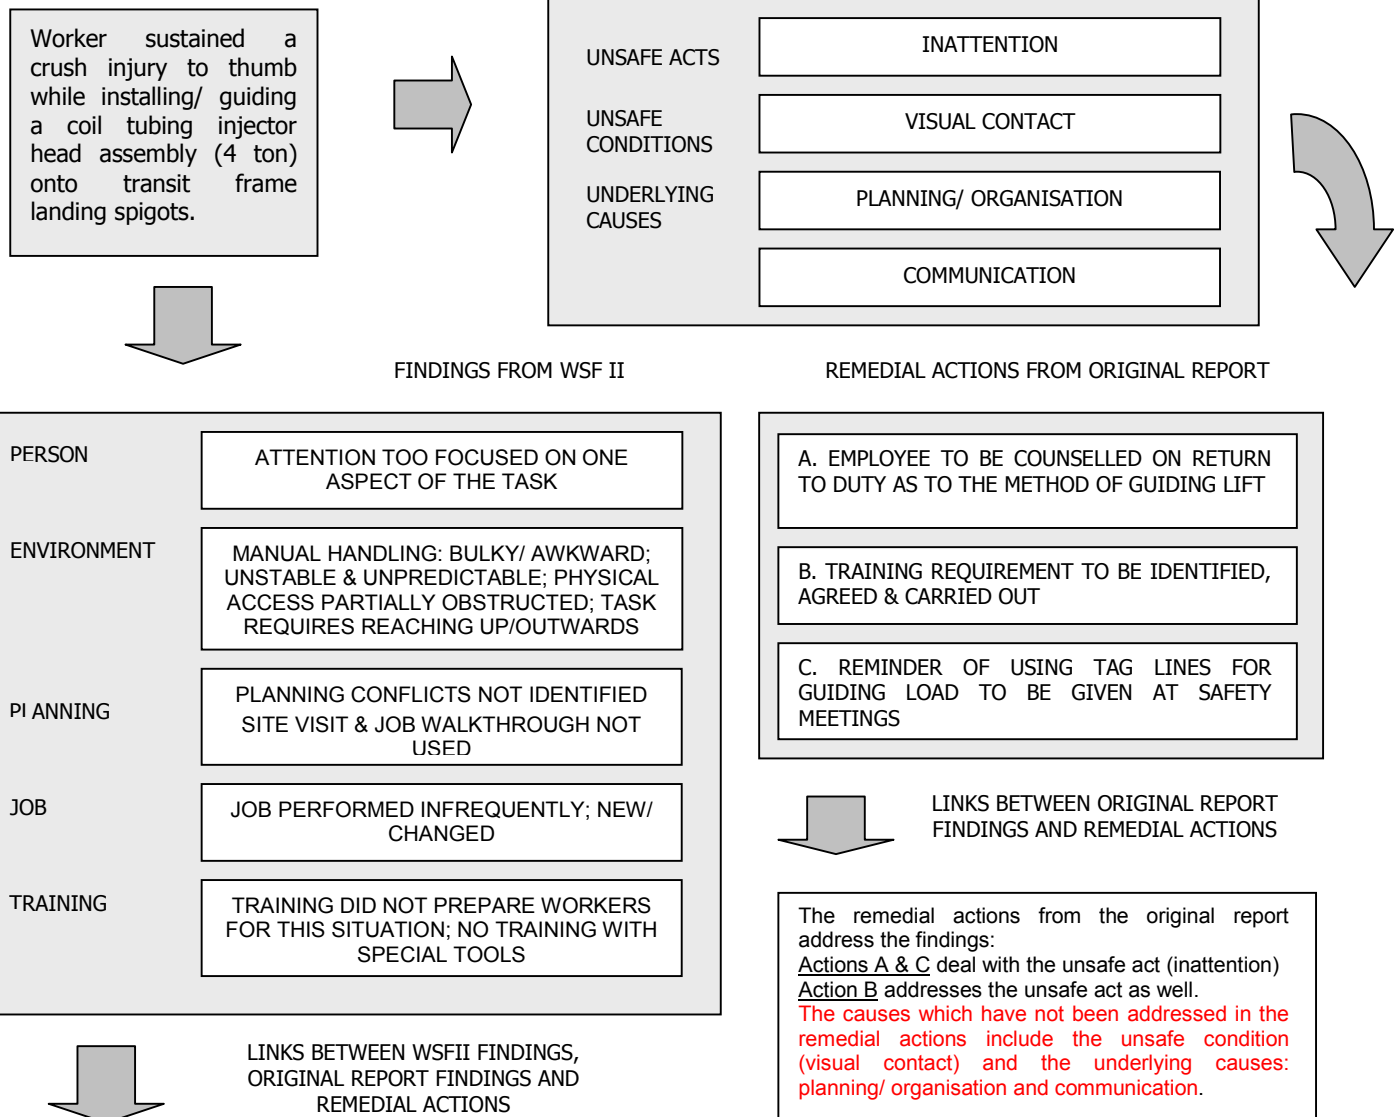 Worker sustained a
crush injury to thumb
while installing/ guiding
a coil tubing injector
head assembly (4 ton)
onto transit frame
landing spigots.
UNSAFE ACTS
INATTENTION
UNSAFE
CONDITIONS
VISUAL CONTACT
UNDERLYING
CAUSES
PLANNING/ ORGANISATION
COMMUNICATION
FINDINGS FROM WSF II
PERSON
ATTENTION TOO FOCUSED ON ONE
ASPECT OF THE TASK
ENVIRONMENT
MANUAL HANDLING: BULKY/ AWKWARD;
UNSTABLE & UNPREDICTABLE; PHYSICAL
ACCESS PARTIALLY OBSTRUCTED; TASK
REQUIRES REACHING UP/OUTWARDS
PLANNING
PLANNING CONFLICTS NOT IDENTIFIED
SITE VISIT & JOB WALKTHROUGH NOT
USED
JOB
JOB PERFORMED INFREQUENTLY; NEW/
CHANGED
TRAINING
TRAINING DID NOT PREPARE WORKERS
FOR THIS SITUATION; NO TRAINING WITH
SPECIAL TOOLS
REMEDIAL ACTIONS FROM ORIGINAL REPORT
A. EMPLOYEE TO BE COUNSELLED ON RETURN
TO DUTY AS TO THE METHOD OF GUIDING LIFT
B. TRAINING REQUIREMENT TO BE IDENTIFIED,
AGREED & CARRIED OUT
C. REMINDER OF USING TAG LINES FOR
GUIDING LOAD TO BE GIVEN AT SAFETY
MEETINGS
LINKS BETWEEN ORIGINAL REPORT
FINDINGS AND REMEDIAL ACTIONS
The remedial actions from the original report
address the findings:
Actions A & C deal with the unsafe act (inattention)
Action B addresses the unsafe act as well.
The causes which have not been addressed in the
remedial actions include the unsafe condition
(visual contact) and the underlying causes:
planning/ organisation and communication.
LINKS BETWEEN WSFII FINDINGS,
ORIGINAL REPORT FINDINGS AND
REMEDIAL ACTIONS